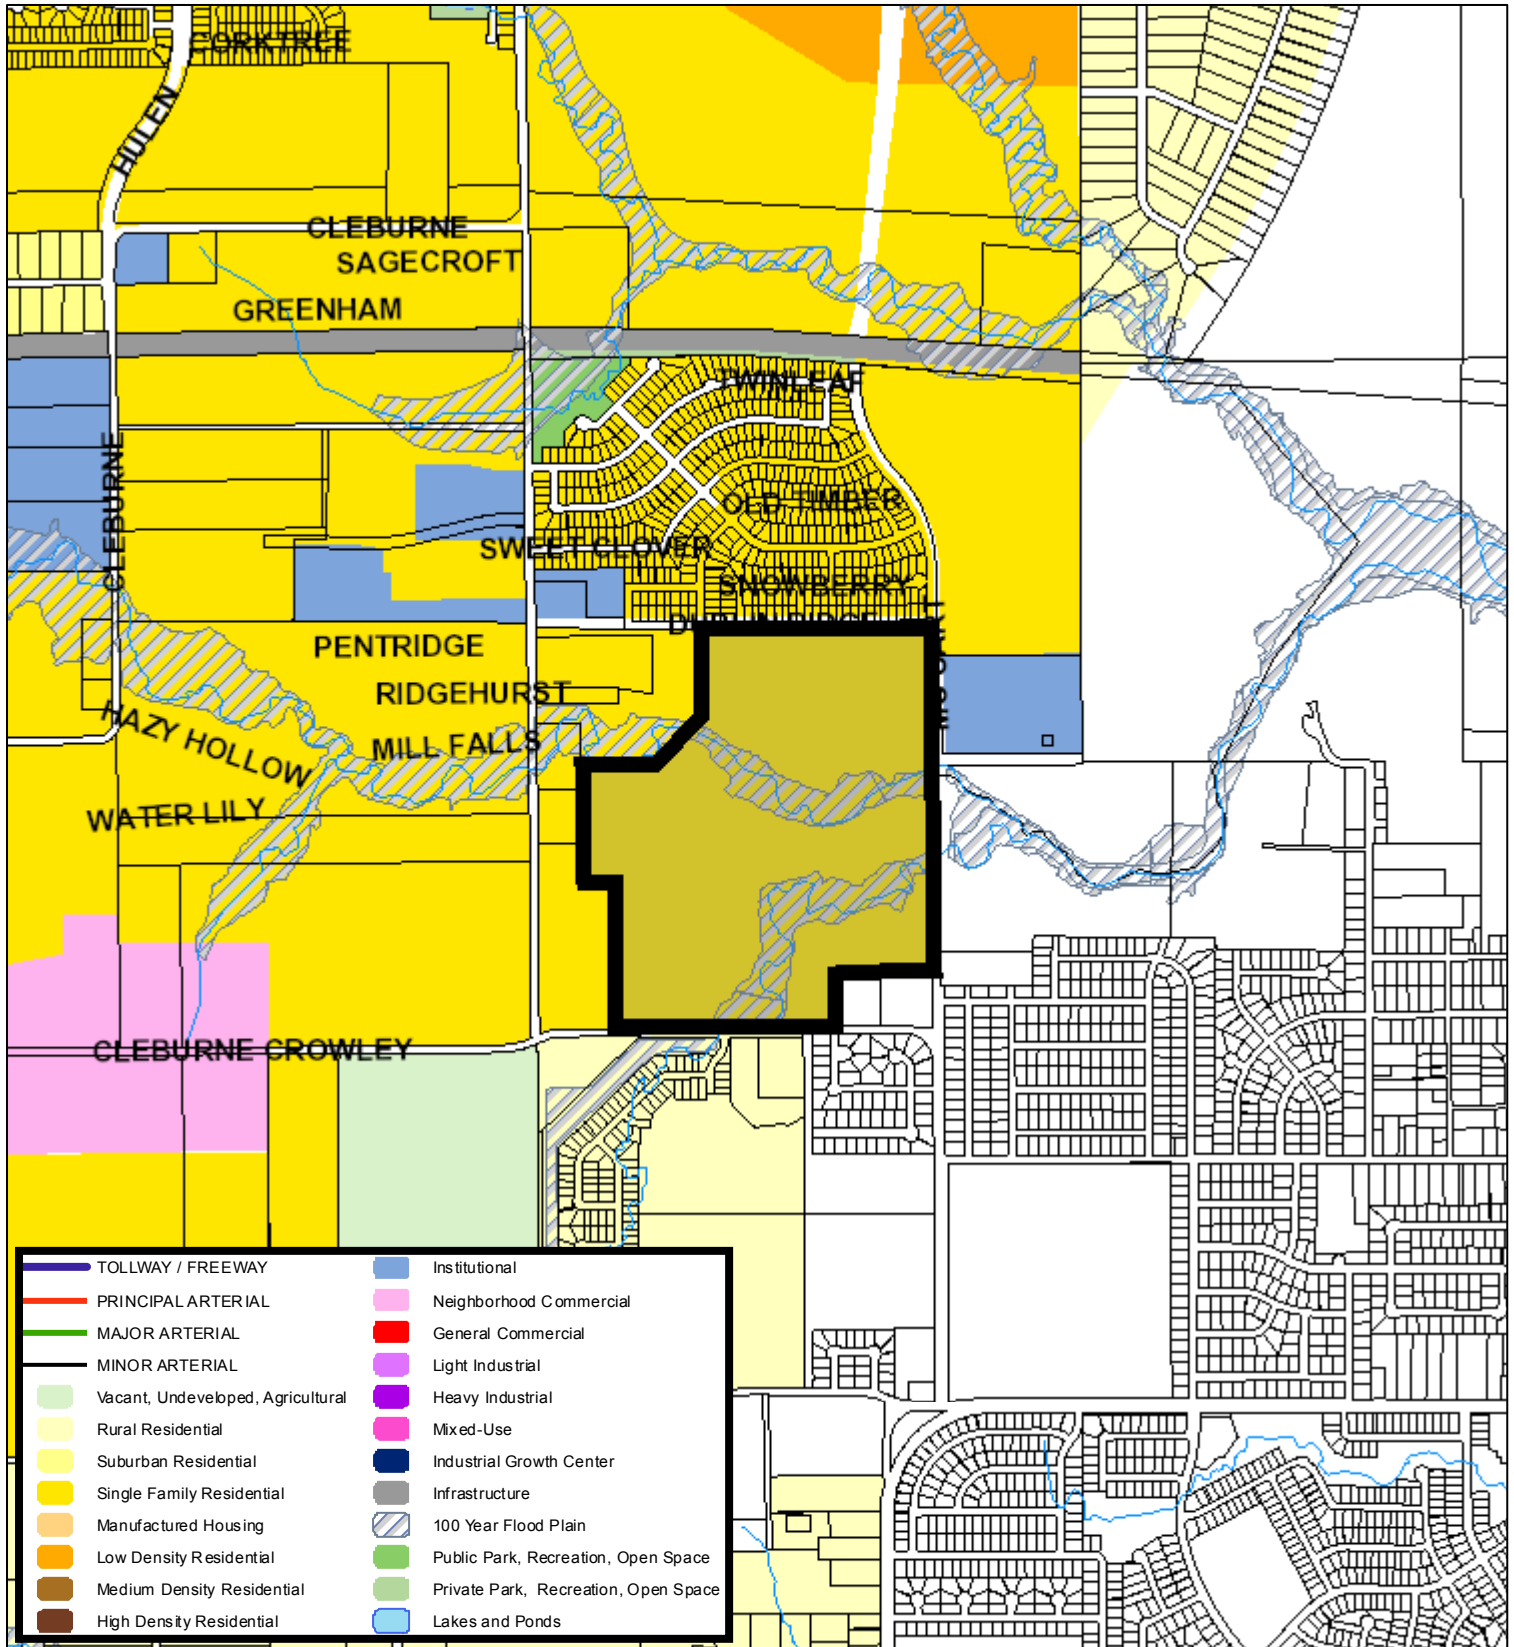 CORKTREE
HULEN
CLEBURNE
SAGECROFT
GREENHAM
TWINLEAF
CLEBURNE
OLD TIMBER
SWEET CLOVER
SNOWBERRY
DUBLIN RIDGE
PENTRIDGE
RIDGEHURST
HAZY HOLLOW
MILL FALLS
WATER LILY
CLEBURNE CROWLEY
TOLLWAY / FREEWAY
PRINCIPAL ARTERIAL
MAJOR ARTERIAL
MINOR ARTERIAL
Vacant, Undeveloped, Agricultural
Rural Residential
Suburban Residential
Single Family Residential
Manufactured Housing
Low Density Residential
Medium Density Residential
High Density Residential
Institutional
Neighborhood Commercial
General Commercial
Light Industrial
Heavy Industrial
Mixed-Use
Industrial Growth Center
Infrastructure
100 Year Flood Plain
Public Park, Recreation, Open Space
Private Park, Recreation, Open Space
Lakes and Ponds